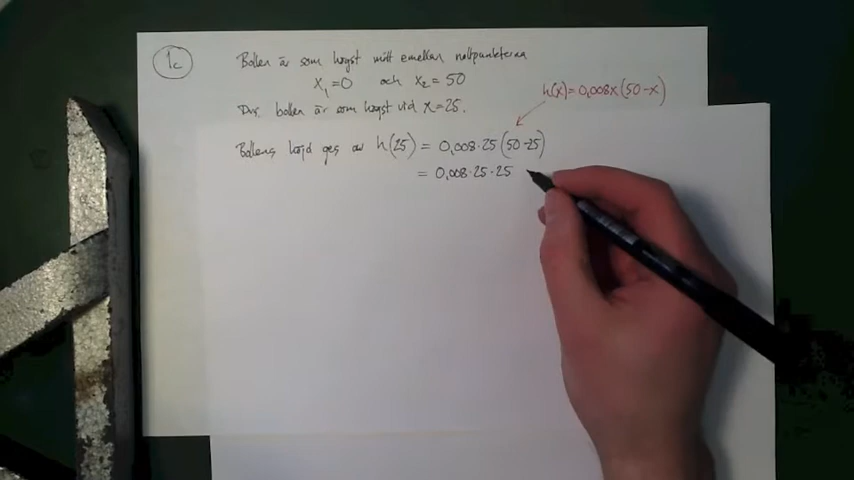 1c
Bollen är som högst mitt emellan nollpunkterna
x₁=0 och x₂=50
h(x)=0,008x(50-x)
Dvs. bollen är som högst vid x=25.
Bollens höjd ges av h(25) = 0,008·25(50-25)
= 0,008·25·25